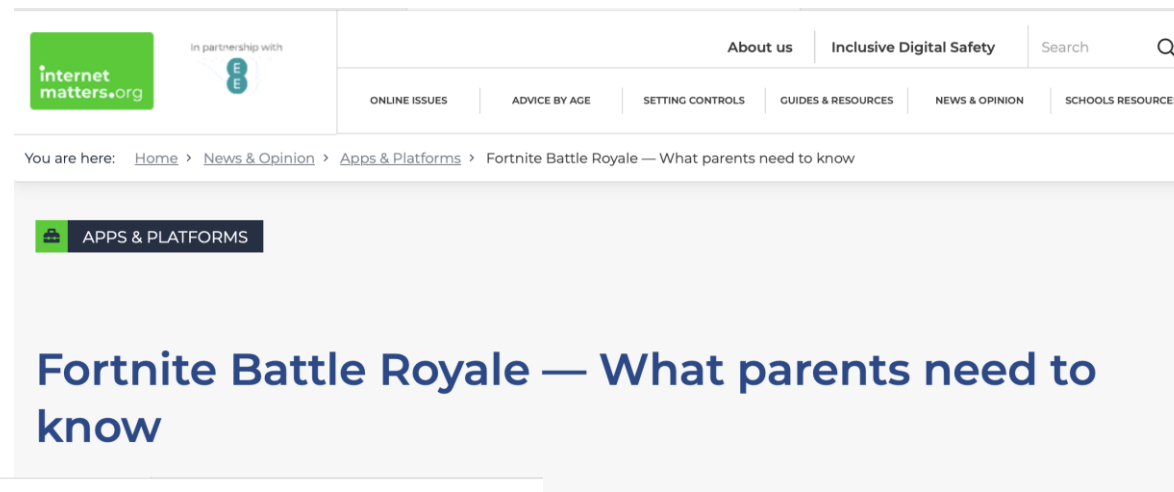 internet
matters.org
In partnership with
E
E
About us
Inclusive Digital Safety
Search
ONLINE ISSUES
ADVICE BY AGE
SETTING CONTROLS
GUIDES & RESOURCES
NEWS & OPINION
SCHOOLS RESOURCES
You are here: Home > News & Opinion > Apps & Platforms > Fortnite Battle Royale — What parents need to know
APPS & PLATFORMS
Fortnite Battle Royale — What parents need to
know